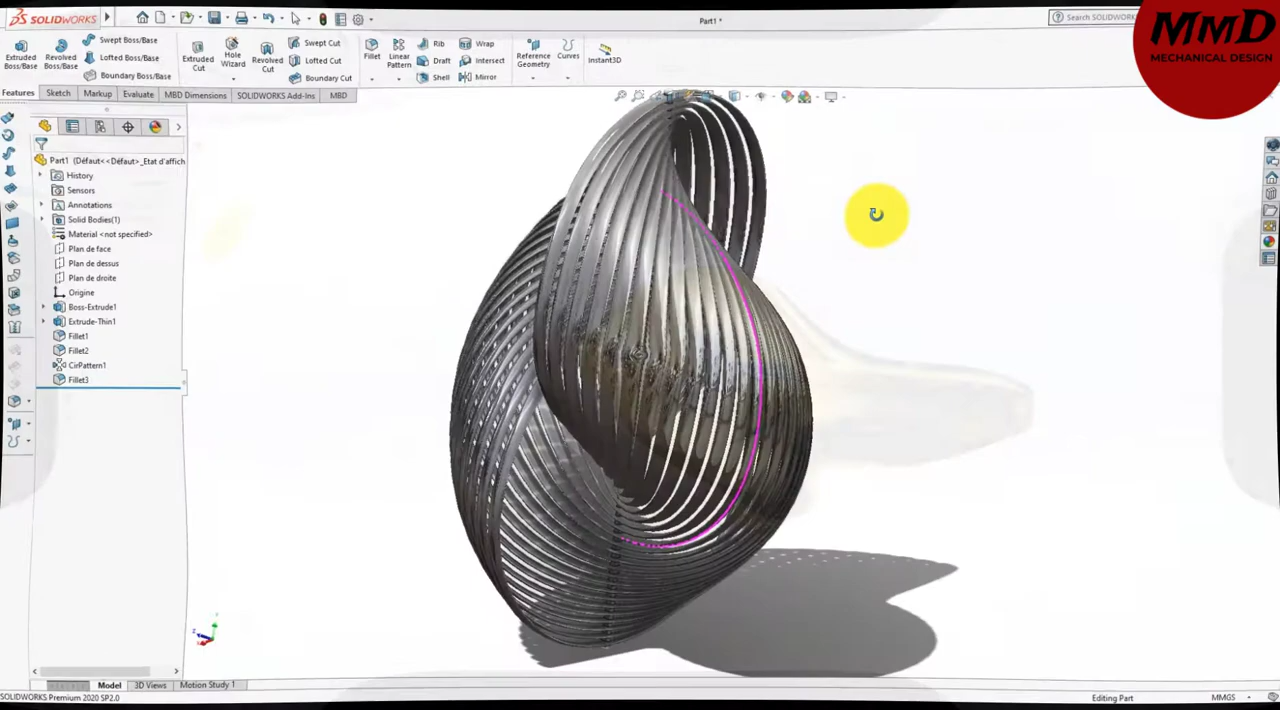 SOLIDWORKS
Part1 *
Search SOLIDWOR
MMD
MECHANICAL DESIGN
Extruded Boss/Base
Revolved Boss/Base
Swept Boss/Base
Lofted Boss/Base
Boundary Boss/Base
Extruded Cut
Hole Wizard
Revolved Cut
Swept Cut
Lofted Cut
Boundary Cut
Fillet
Linear Pattern
Rib
Draft
Shell
Wrap
Intersect
Mirror
Reference Geometry
Curves
Instant3D
Features
Sketch
Markup
Evaluate
MBD Dimensions
SOLIDWORKS Add-Ins
MBD
Part1 (Défaut<<Défaut>_Etat d'affich
History
Sensors
Annotations
Solid Bodies(1)
Material <not specified>
Plan de face
Plan de dessus
Plan de droite
Origine
Boss-Extrude1
Extrude-Thin1
Fillet1
Fillet2
CirPattern1
Fillet3
Model
3D Views
Motion Study 1
SOLIDWORKS Premium 2020 SP2.0
Editing Part
MMGS